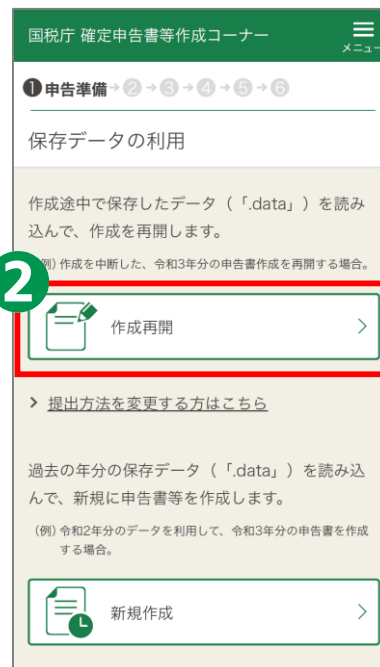 国税庁 確定申告書等作成コーナー
メニュー
❶申告準備→❷→❸→❹→❺→❻
保存データの利用
作成途中で保存したデータ（「.data」）を読み
込んで、作成を再開します。
例) 作成を中断した、令和3年分の申告書作成を再開する場合。
2
作成再開
提出方法を変更する方はこちら
過去の年分の保存データ（「.data」）を読み込
んで、新規に申告書等を作成します。
(例) 令和2年分のデータを利用して、令和3年分の申告書を作成
する場合。
新規作成